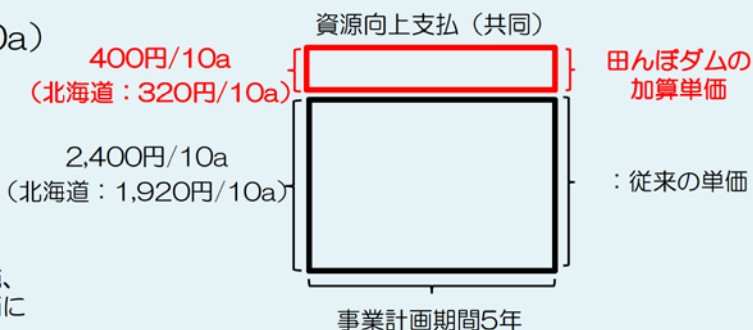 0a）
資源向上支払（共同）
400円/10a
（北海道：320円/10a）
田んぼダムの
加算単価
2,400円/10a
（北海道：1,920円/10a）
：従来の単価
、
に
事業計画期間5年